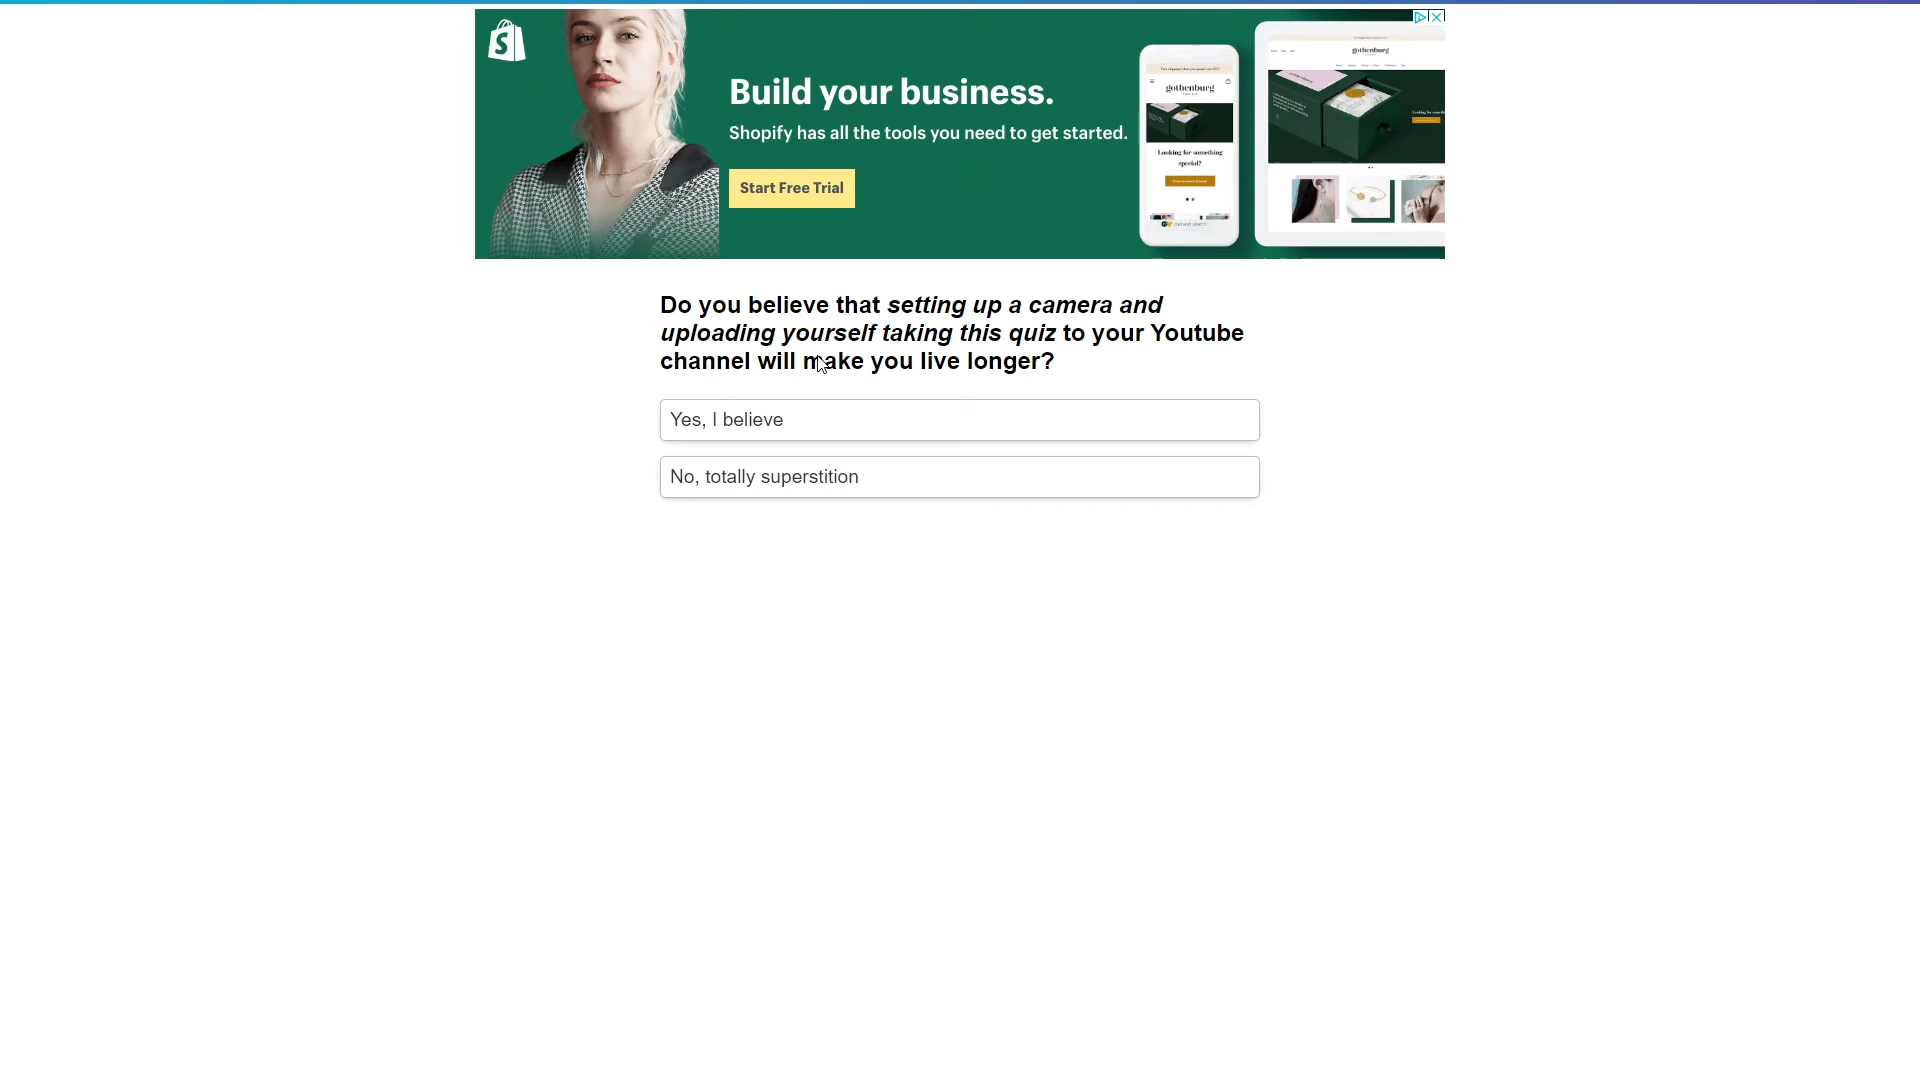 Build your business.
Shopify has all the tools you need to get started.
Start Free Trial
gothenburg
Looking for something
special?
gothenburg
Do you believe that setting up a camera and
uploading yourself taking this quiz to your Youtube
channel will make you live longer?
Yes, I believe
No, totally superstition